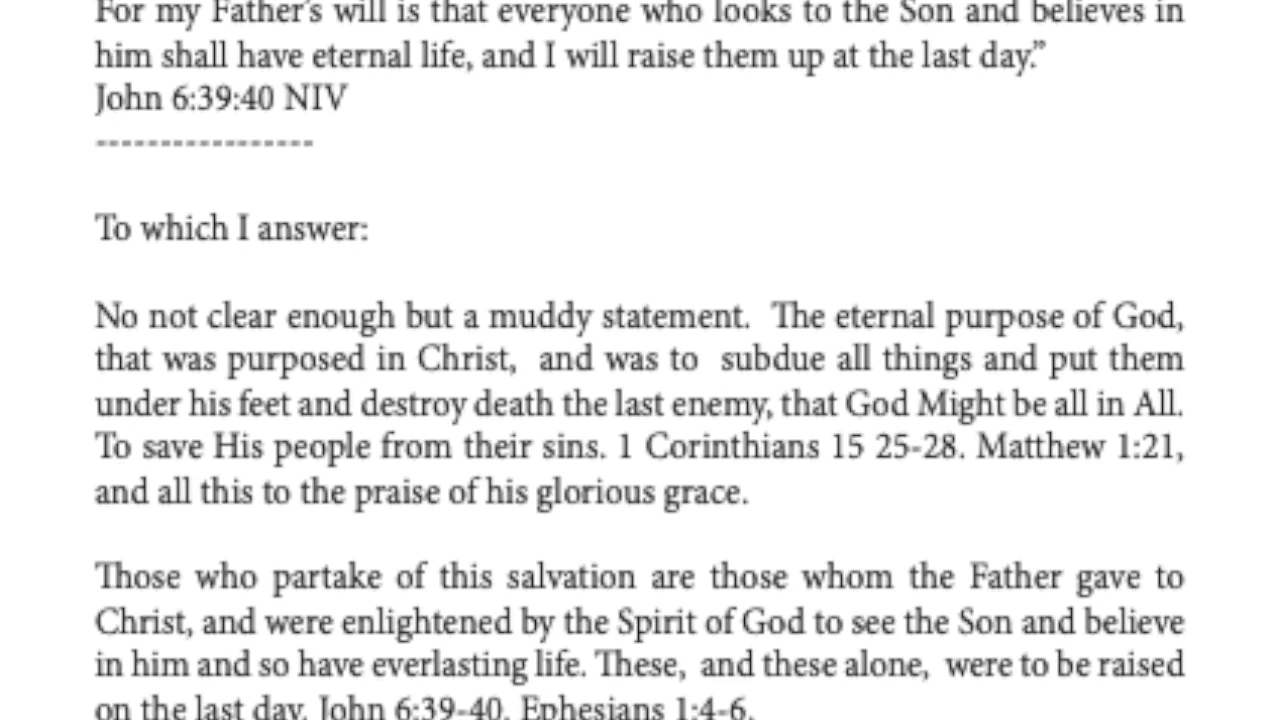 For my Father's will is that everyone who looks to the Son and believes in
him shall have eternal life, and I will raise them up at the last day.”
John 6:39:40 NIV
-----------------
To which I answer:
No not clear enough but a muddy statement.  The eternal purpose of God,
that was purposed in Christ,  and was to  subdue all things and put them
under his feet and destroy death the last enemy, that God Might be all in All.
To save His people from their sins. 1 Corinthians 15 25-28. Matthew 1:21,
and all this to the praise of his glorious grace.
Those who partake of this salvation are those whom the Father gave to
Christ, and were enlightened by the Spirit of God to see the Son and believe
in him and so have everlasting life. These,  and these alone,  were to be raised
on the last day. John 6:39-40. Ephesians 1:4-6.